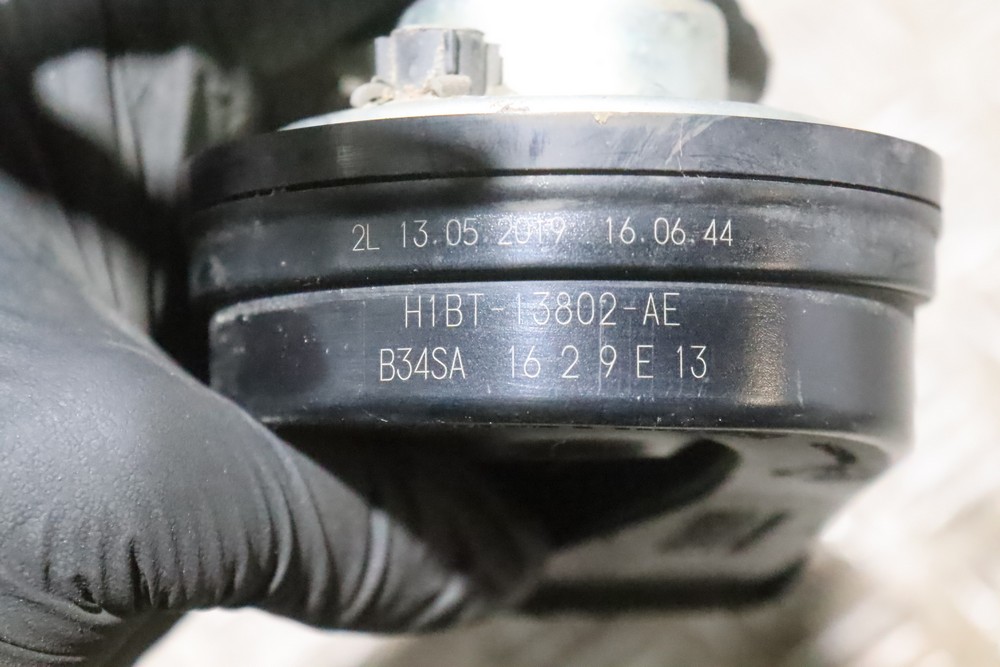 2L 13.05 2019 16.06.44
H1BT-13802-AE
B34SA 16 2 9 E 13